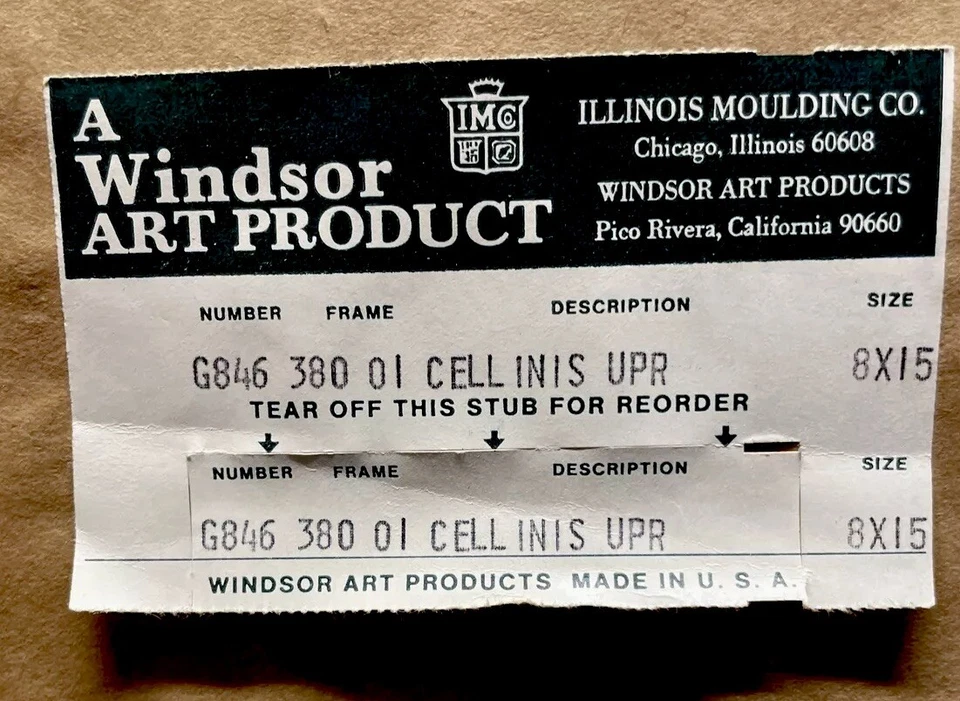 A
Windsor
ART PRODUCT
IMC
ILLINOIS MOULDING CO.
Chicago, Illinois 60608
WINDSOR ART PRODUCTS
Pico Rivera, California 90660
NUMBER FRAME DESCRIPTION SIZE
G846 380 01 CELLINIS UPR 8X15
TEAR OFF THIS STUB FOR REORDER
NUMBER FRAME DESCRIPTION SIZE
G846 380 01 CELLINIS UPR 8X15
WINDSOR ART PRODUCTS MADE IN U. S. A.